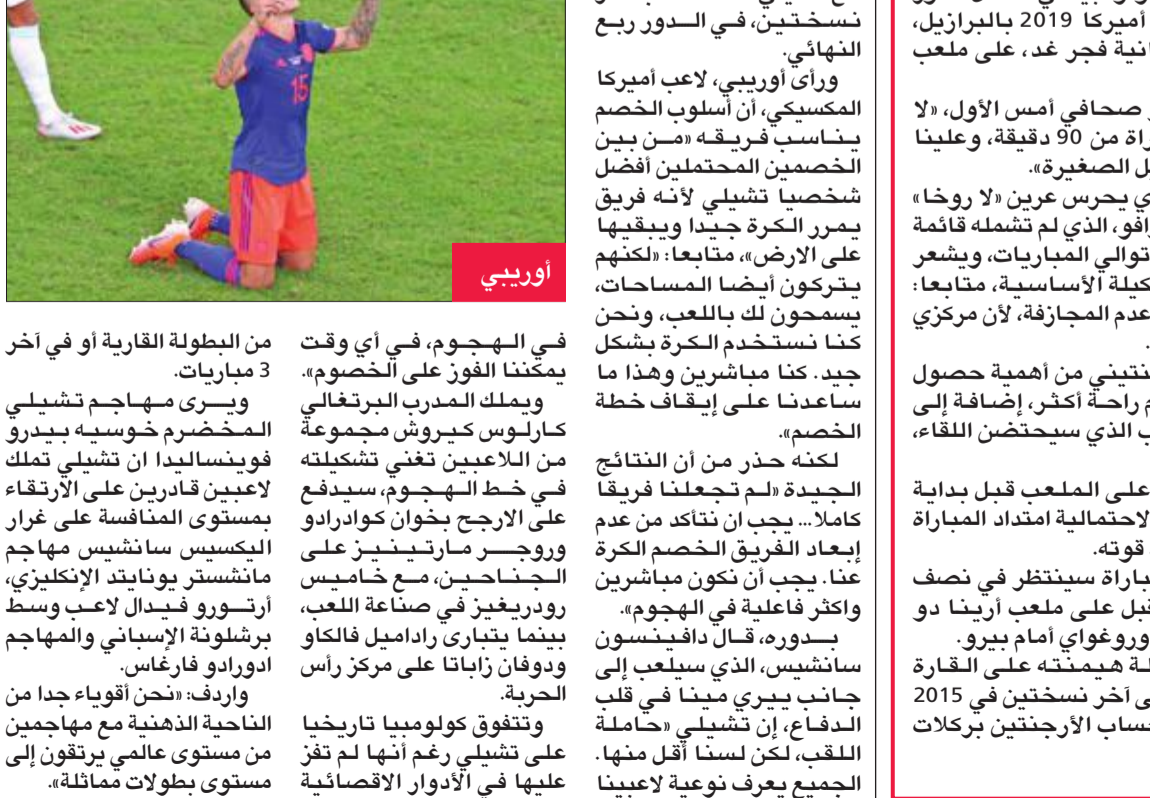 أميركا 2019 بالبرازيل،
انية فجر غد، على ملعب
صحافي أمس الأول، «لا
راة من 90 دقيقة، وعلينا
ل الصغيرة».
ي يحرس عرين «لا روخا»
رافو، الذي لم تشمله قائمة
توالي المباريات، ويشعر
كيلة الأساسية، متابعا:
عدم المجازفة، لأن مركزي
.
نتيني من أهمية حصول
م راحة أكثر، إضافة إلى
ب الذي سيحتضن اللقاء،
على الملعب قبل بداية
لاحتمالية امتداد المباراة
قوته.
باراة سينتظر في نصف
قبل على ملعب أرينا دو
وروغواي أمام بيرو.
لة هيمنته على القارة
ى آخر نسختين في 2015
حساب الأرجنتين بركلات
نسختين، في الدور ربع
النهائي.
ورأى أوريبي، لاعب أميركا
المكسيكي، أن أسلوب الخصم
يناسب فريقه «من بين
الخصمين المحتملين أفضل
شخصيا تشيلي لأنه فريق
يمرر الكرة جيدا ويبقيها
على الارض»، متابعا: «لكنهم
يتركون أيضا المساحات،
يسمحون لك باللعب، ونحن
كنا نستخدم الكرة بشكل
جيد. كنا مباشرين وهذا ما
ساعدنا على إيقاف خطة
الخصم».
لكنه حذر من أن النتائج
الجيدة «لم تجعلنا فريقا
كاملا... يجب ان نتأكد من عدم
إبعاد الفريق الخصم الكرة
عنا. يجب أن نكون مباشرين
واكثر فاعلية في الهجوم».
بدوره، قال دافينسون
سانشيس، الذي سيلعب إلى
جانب ييري مينا في قلب
الدفاع، إن تشيلي «حاملة
اللقب، لكن لسنا أقل منها.
الجميع يعرف نوعية لاعبينا
15
أوريبي
في الهجوم، في أي وقت
يمكننا الفوز على الخصوم».
ويملك المدرب البرتغالي
كارلوس كيروش مجموعة
من اللاعبين تغني تشكيلته
في خط الهجوم، سيدفع
على الارجح بخوان كوادرادو
وروجر مارتينيز على
الجناحين، مع خاميس
رودريغيز في صناعة اللعب،
بينما يتبارى راداميل فالكاو
ودوفان زاباتا على مركز رأس
الحربة.
وتتفوق كولومبيا تاريخيا
على تشيلي رغم أنها لم تفز
عليها في الأدوار الاقصائية
من البطولة القارية أو في آخر
3 مباريات.
ويرى مهاجم تشيلي
المخضرم خوسيه بيدرو
فوينساليدا ان تشيلي تملك
لاعبين قادرين على الارتقاء
بمستوى المنافسة على غرار
اليكسيس سانشيس مهاجم
مانشستر يونايتد الإنكليزي،
أرتورو فيدال لاعب وسط
برشلونة الإسباني والمهاجم
ادورادو فارغاس.
واردف: «نحن أقوياء جدا من
الناحية الذهنية مع مهاجمين
من مستوى عالمي يرتقون إلى
مستوى بطولات مماثلة».